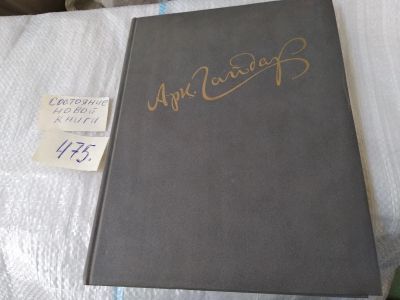 Арк. Гайдар
Состояние
новой
книги
475.